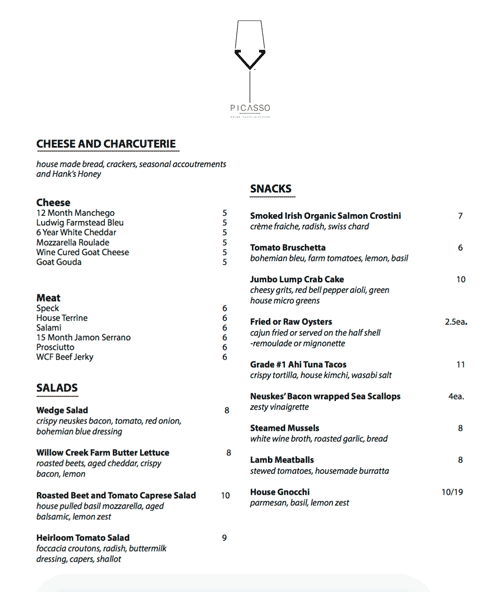 PICASSO
CHEESE AND CHARCUTERIE
house made bread, crackers, seasonal accoutrements
and Hank's Honey
Cheese
12 Month Manchego 5
Ludwig Farmstead Bleu 5
6 Year White Cheddar 5
Mozzarella Roulade 5
Wine Cured Goat Cheese 5
Goat Gouda 5
Meat
Speck 6
House Terrine 6
Salami 6
15 Month Jamon Serrano 6
Prosciutto 6
WCF Beef Jerky 6
SALADS
Wedge Salad 8
crispy neuskes bacon, tomato, red onion,
bohemian blue dressing
Willow Creek Farm Butter Lettuce 8
roasted beets, aged cheddar, crispy
bacon, lemon
Roasted Beet and Tomato Caprese Salad 10
house pulled basil mozzarella, aged
balsamic, lemon zest
Heirloom Tomato Salad 9
foccacia croutons, radish, buttermilk
dressing, capers, shallot
SNACKS
Smoked Irish Organic Salmon Crostini 7
crème fraiche, radish, swiss chard
Tomato Bruschetta 6
bohemian bleu, farm tomatoes, lemon, basil
Jumbo Lump Crab Cake 10
cheesy grits, red bell pepper aioli, green
house micro greens
Fried or Raw Oysters 2.5ea.
cajun fried or served on the half shell
-remoulade or mignonette
Grade #1 Ahi Tuna Tacos 11
crispy tortilla, house kimchi, wasabi salt
Neuskes' Bacon wrapped Sea Scallops 4ea.
zesty vinaigrette
Steamed Mussels 8
white wine broth, roasted garlic, bread
Lamb Meatballs 8
stewed tomatoes, housemade burratta
House Gnocchi 10/19
parmesan, basil, lemon zest